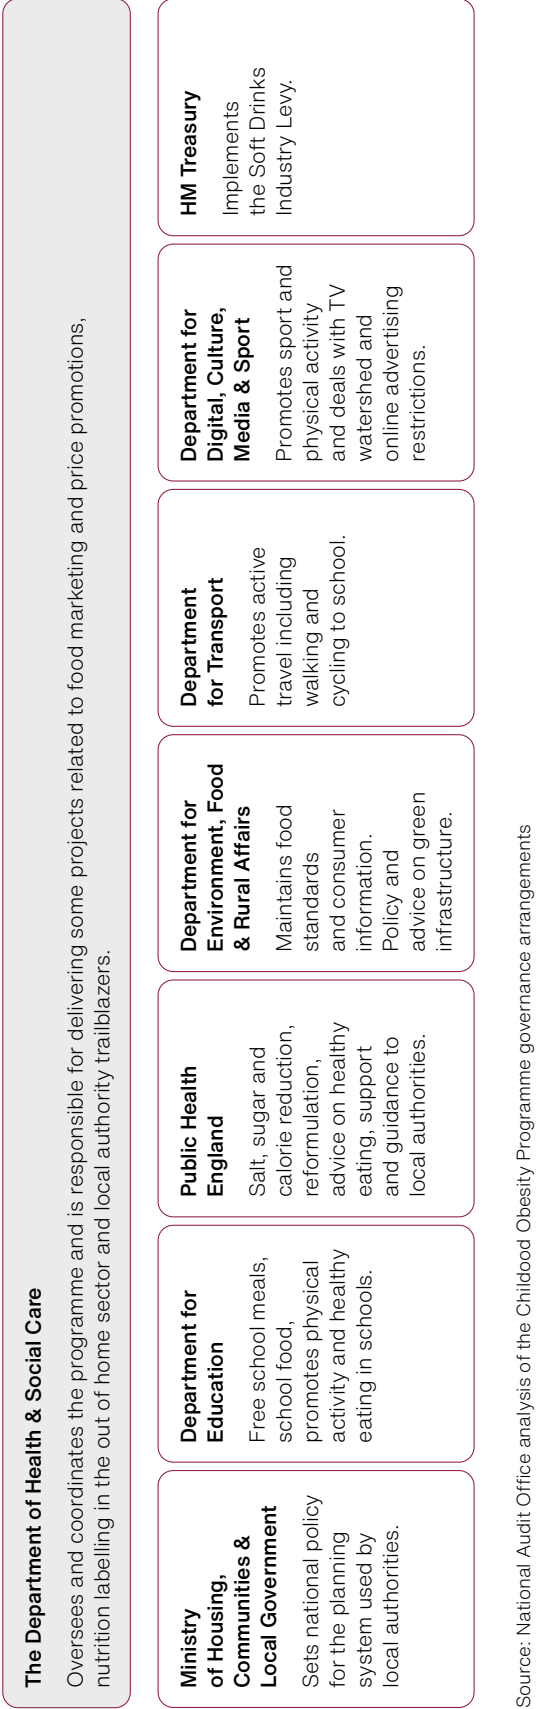 The Department of Health & Social Care
Oversees and coordinates the programme and is responsible for delivering some projects related to food marketing and price promotions,
nutrition labelling in the out of home sector and local authority trailblazers.
Ministry
of Housing,
Communities &
Local Government
Sets national policy
for the planning
system used by
local authorities.
Department for
Education
Free school meals,
school food,
promotes physical
activity and healthy
eating in schools.
Public Health
England
Salt, sugar and
calorie reduction,
reformulation,
advice on healthy
eating, support
and guidance to
local authorities.
Department for
Environment, Food
& Rural Affairs
Maintains food
standards
and consumer
information.
Policy and
advice on green
infrastructure.
Department
for Transport
Promotes active
travel including
walking and
cycling to school.
Department for
Digital, Culture,
Media & Sport
Promotes sport and
physical activity
and deals with TV
watershed and
online advertising
restrictions.
HM Treasury
Implements
the Soft Drinks
Industry Levy.
Source: National Audit Office analysis of the Childood Obesity Programme governance arrangements